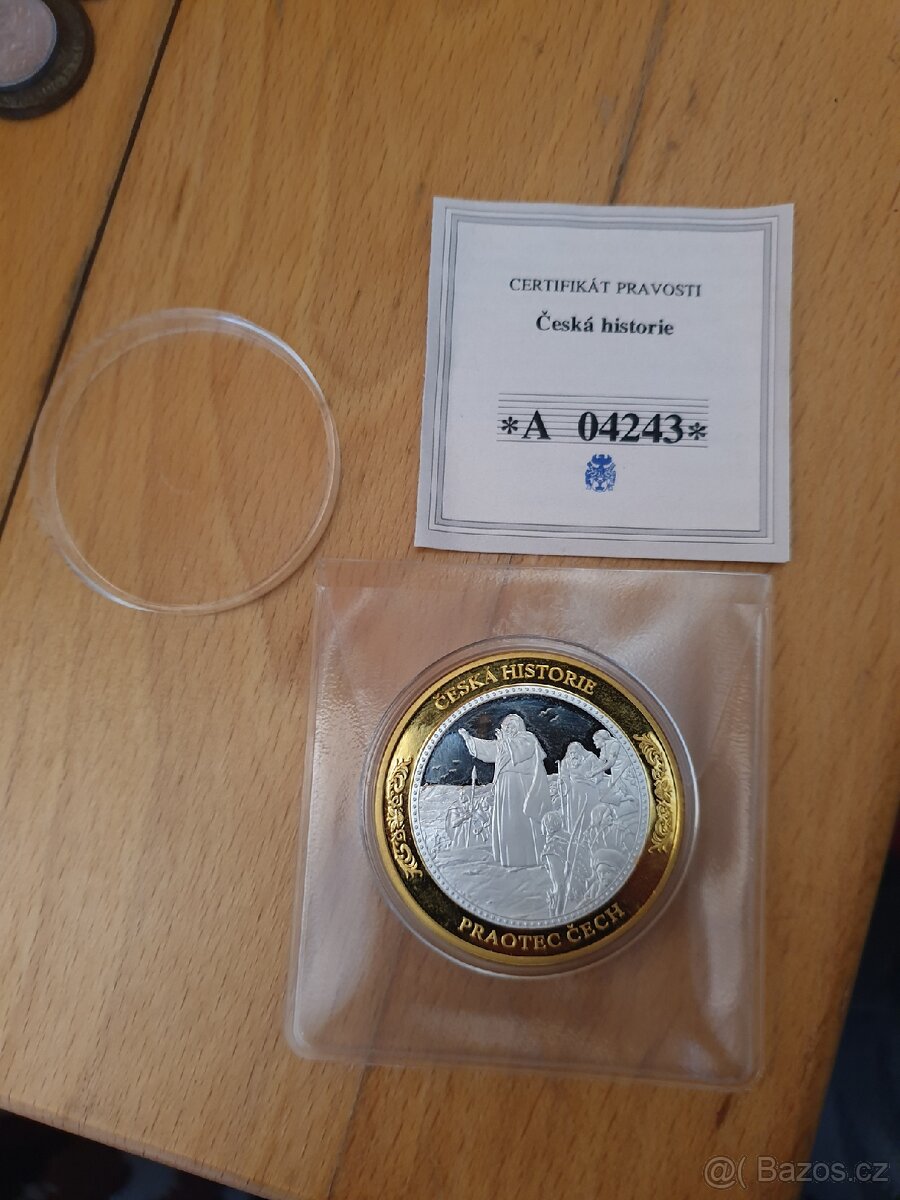 CERTIFIKÁT PRAVOSTI
Česká historie
*A 04243*
ČESKÁ HISTORIE
PRAOTEC ČECH
@( Bazos.cz